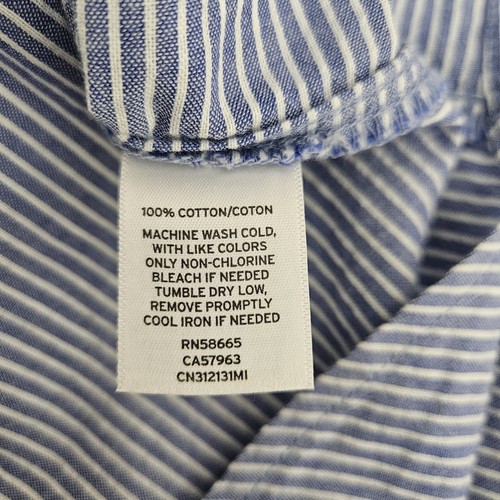 100% COTTON/COTON
MACHINE WASH COLD,
WITH LIKE COLORS
ONLY NON-CHLORINE
BLEACH IF NEEDED
TUMBLE DRY LOW,
REMOVE PROMPTLY
COOL IRON IF NEEDED
RN58665
CA57963
CN312131MI